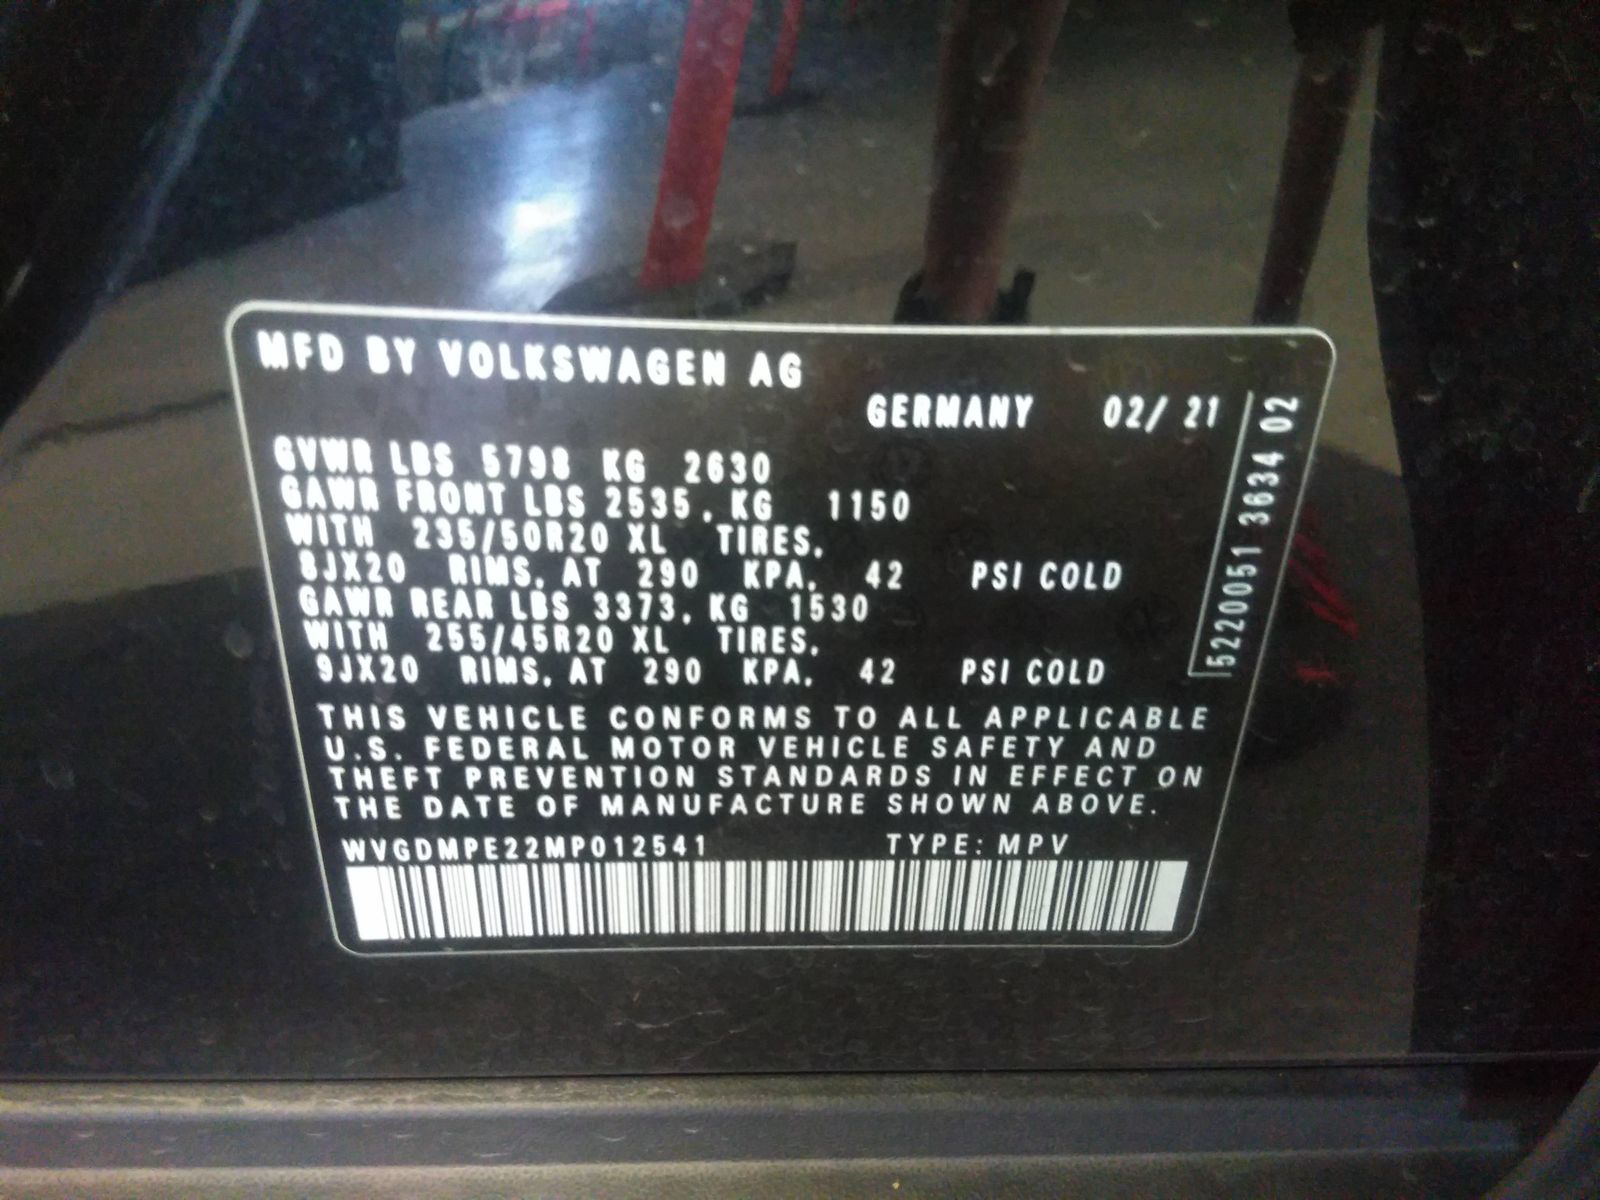 MFD BY VOLKSWAGEN AG
GERMANY 02/ 21
GVWR LBS 5798 KG 2630
GAWR FRONT LBS 2535, KG 1150
WITH 235/50R20 XL TIRES,
8JX20 RIMS, AT 290 KPA, 42 PSI COLD
GAWR REAR LBS 3373, KG 1530
WITH 255/45R20 XL TIRES,
9JX20 RIMS, AT 290 KPA, 42 PSI COLD
THIS VEHICLE CONFORMS TO ALL APPLICABLE
U.S. FEDERAL MOTOR VEHICLE SAFETY AND
THEFT PREVENTION STANDARDS IN EFFECT ON
THE DATE OF MANUFACTURE SHOWN ABOVE.
WVGDMPE22MP012541 TYPE: MPV
5220051 3634 02